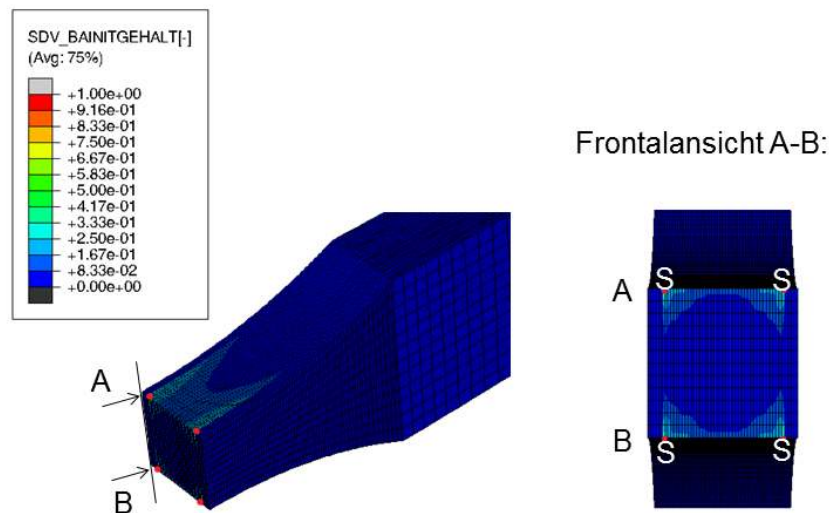 SDV_BAINITGEHALT[-]
(Avg: 75%)
+1.00e+00
+9.16e-01
+8.33e-01
+7.50e-01
+6.67e-01
+5.83e-01
+5.00e-01
+4.17e-01
+3.33e-01
+2.50e-01
+1.67e-01
+8.33e-02
+0.00e+00
A
B
Frontalansicht A-B:
A
S S
B
S S